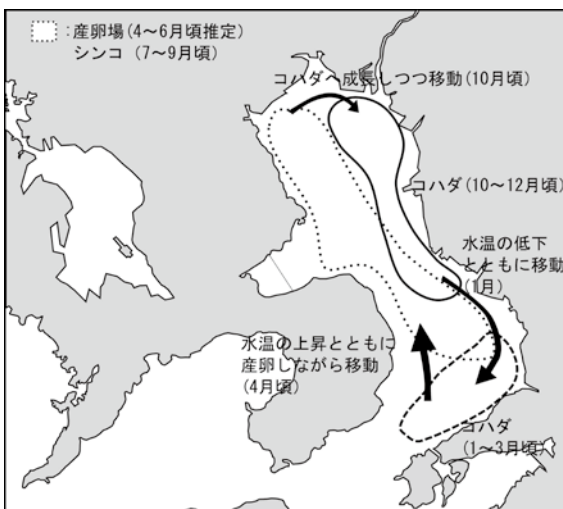 :産卵場(4～6月頃推定)
シンコ (7～9月頃)
コハダへ成長しつつ移動(10月頃)
コハダ(10～12月頃)
水温の低下
とともに移動
(1月)
水温の上昇とともに
産卵しながら移動
(4月頃)
コハダ
(1～3月頃)